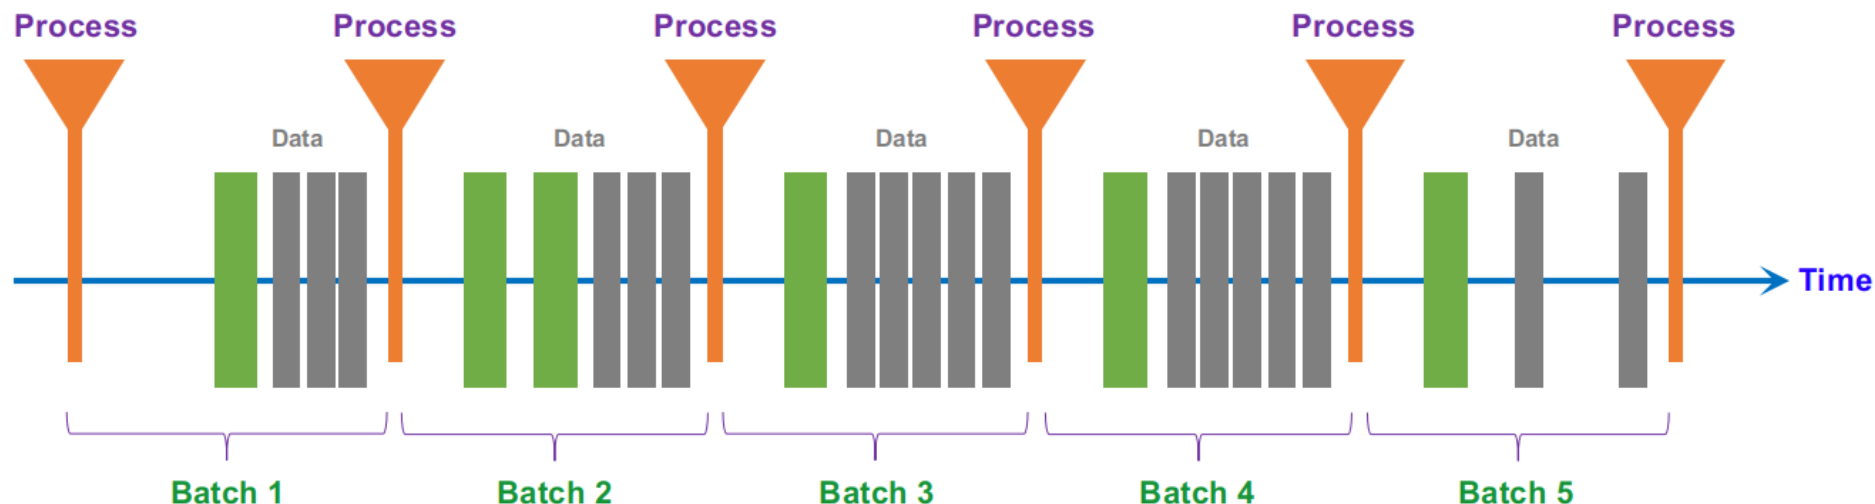 Process Process Process Process Process Process
Data Data Data Data Data
Time
Batch 1 Batch 2 Batch 3 Batch 4 Batch 5